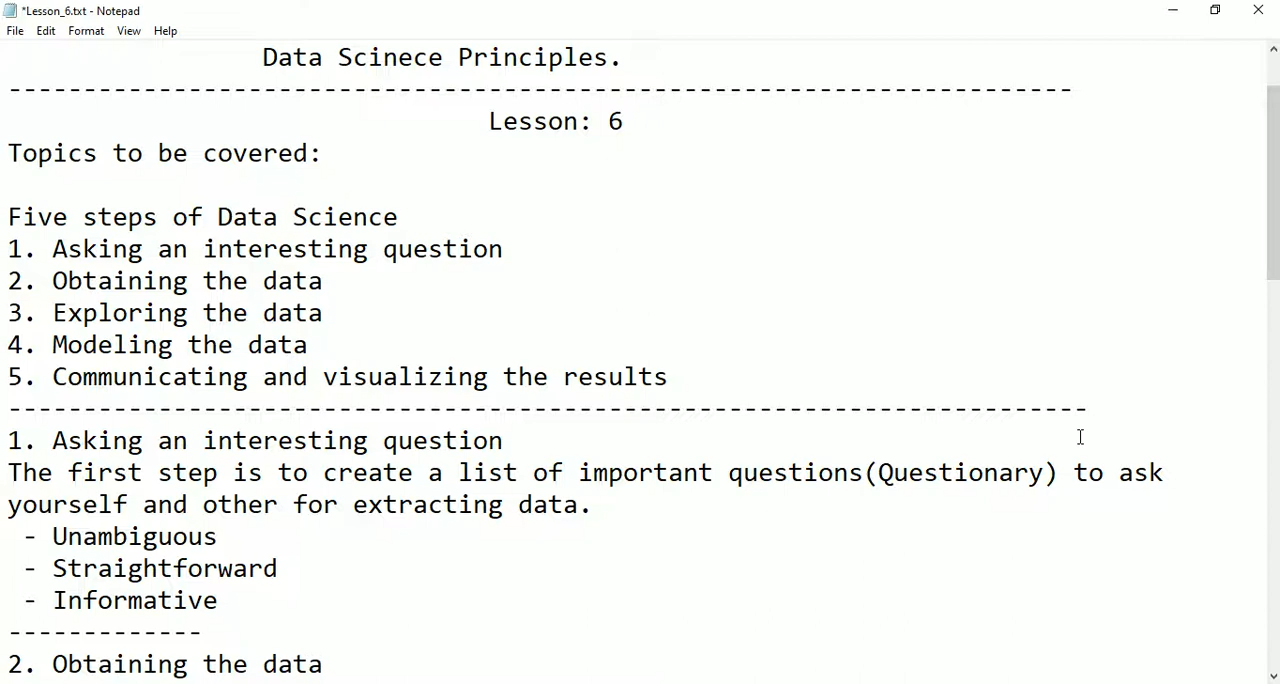 *Lesson_6.txt - Notepad
File Edit Format View Help
Data Scinece Principles.
-----------------------------------------------------------------------
Lesson: 6
Topics to be covered:
Five steps of Data Science
1. Asking an interesting question
2. Obtaining the data
3. Exploring the data
4. Modeling the data
5. Communicating and visualizing the results
------------------------------------------------------------------------
1. Asking an interesting question
The first step is to create a list of important questions(Questionary) to ask
yourself and other for extracting data.
- Unambiguous
- Straightforward
- Informative
-------------
2. Obtaining the data